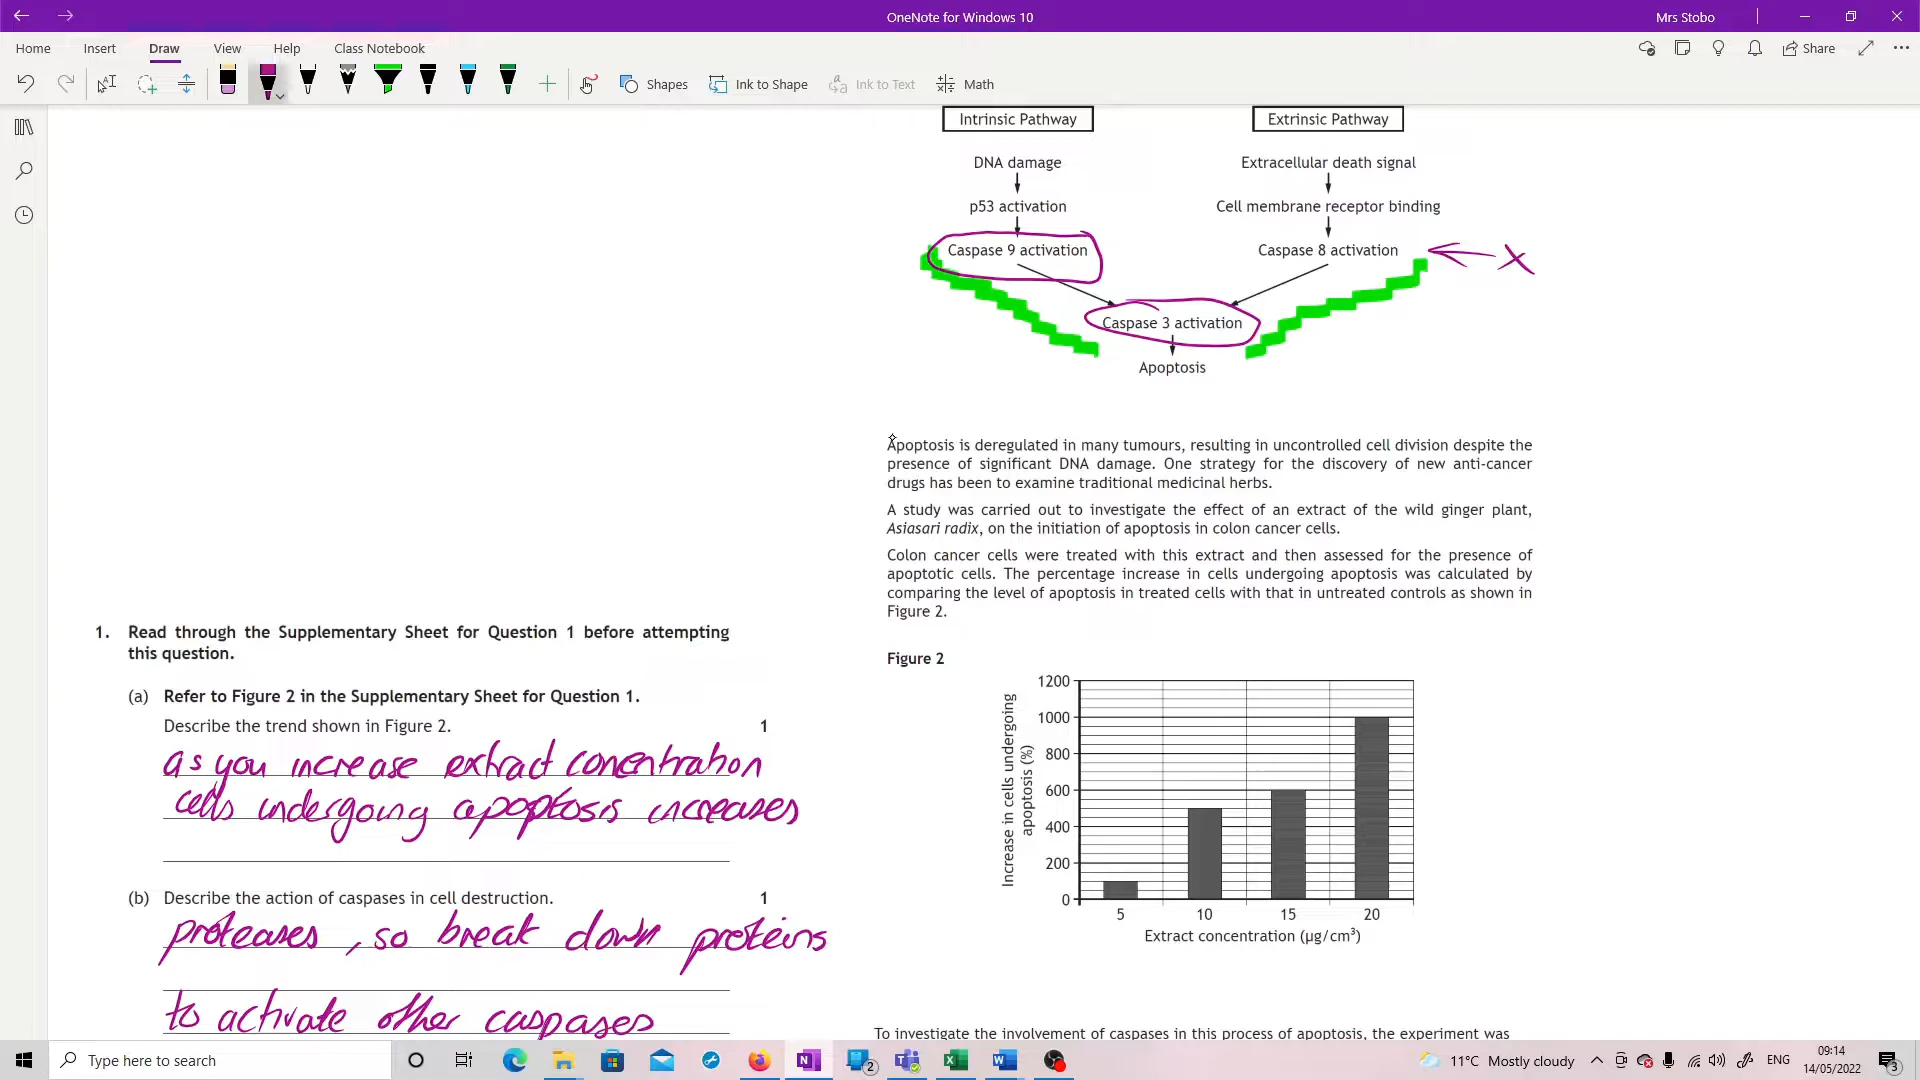 OneNote for Windows 10
Mrs Stobo
Home Insert Draw View Help Class Notebook
Share
Shapes Ink to Shape Ink to Text Math
Intrinsic Pathway
Extrinsic Pathway
DNA damage
Extracellular death signal
p53 activation
Cell membrane receptor binding
Caspase 9 activation
Caspase 8 activation
X
Caspase 3 activation
Apoptosis
Apoptosis is deregulated in many tumours, resulting in uncontrolled cell division despite the
presence of significant DNA damage. One strategy for the discovery of new anti-cancer
drugs has been to examine traditional medicinal herbs.
A study was carried out to investigate the effect of an extract of the wild ginger plant,
Asiasari radix, on the initiation of apoptosis in colon cancer cells.
Colon cancer cells were treated with this extract and then assessed for the presence of
apoptotic cells. The percentage increase in cells undergoing apoptosis was calculated by
comparing the level of apoptosis in treated cells with that in untreated controls as shown in
Figure 2.
Figure 2
Increase in cells undergoing
apoptosis (%)
1200
1000
800
600
400
200
0
5 10 15 20
Extract concentration (µg/cm³)
To investigate the involvement of caspases in this process of apoptosis, the experiment was
1. Read through the Supplementary Sheet for Question 1 before attempting
this question.
(a) Refer to Figure 2 in the Supplementary Sheet for Question 1.
Describe the trend shown in Figure 2. 1
as you increase extract concentration
cells undergoing apoptosis increases
(b) Describe the action of caspases in cell destruction. 1
proteases, so break down proteins
to activate other caspases
Type here to search
2
11°C Mostly cloudy
ENG
09:14
14/05/2022
3